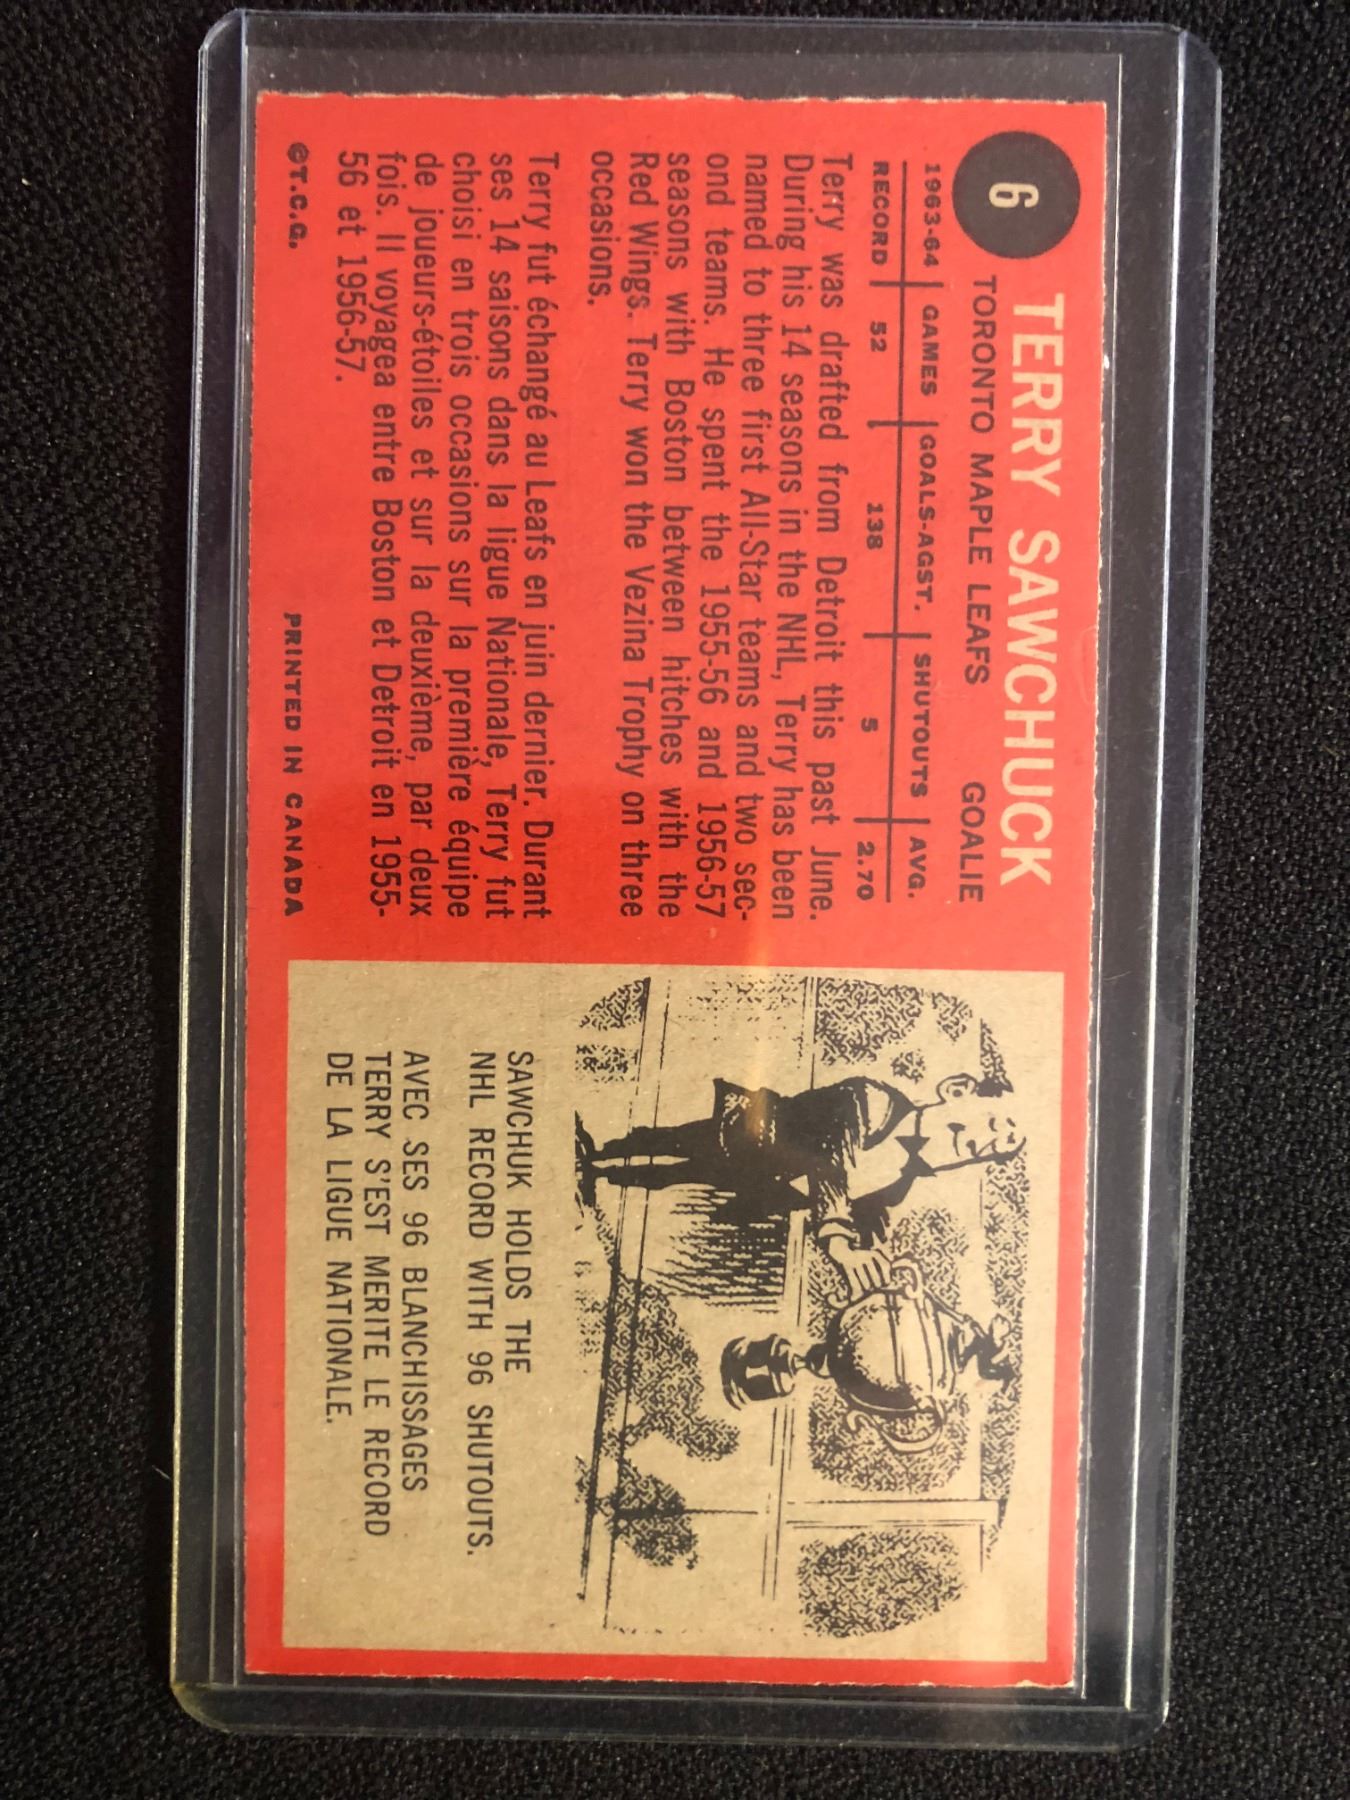 6
TERRY SAWCHUCK
TORONTO MAPLE LEAFS GOALIE
1963-64 GAMES GOALS-AGST. SHUTOUTS AVG.
RECORD 52 138 5 2.70
Terry was drafted from Detroit this past June.
During his 14 seasons in the NHL, Terry has been
named to three first All-Star teams and two sec-
ond teams. He spent the 1955-56 and 1956-57
seasons with Boston between hitches with the
Red Wings. Terry won the Vezina Trophy on three
occasions.
Terry fut échangé au Leafs en juin dernier. Durant
ses 14 saisons dans la ligue Nationale, Terry fut
choisi en trois occasions sur la première équipe
de joueurs-étoiles et sur la deuxième, par deux
fois. Il voyagea entre Boston et Detroit en 1955-
56 et 1956-57.
©T.C.G. PRINTED IN CANADA
SAWCHUK HOLDS THE
NHL RECORD WITH 96 SHUTOUTS.
AVEC SES 96 BLANCHISSAGES
TERRY S'EST MERITE LE RECORD
DE LA LIGUE NATIONALE.